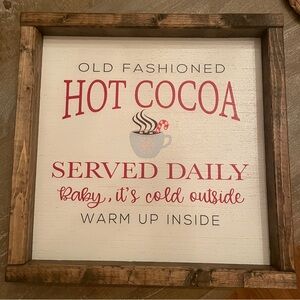 OLD FASHIONED
HOT COCOA
SERVED DAILY
Baby, it's cold outside
WARM UP INSIDE